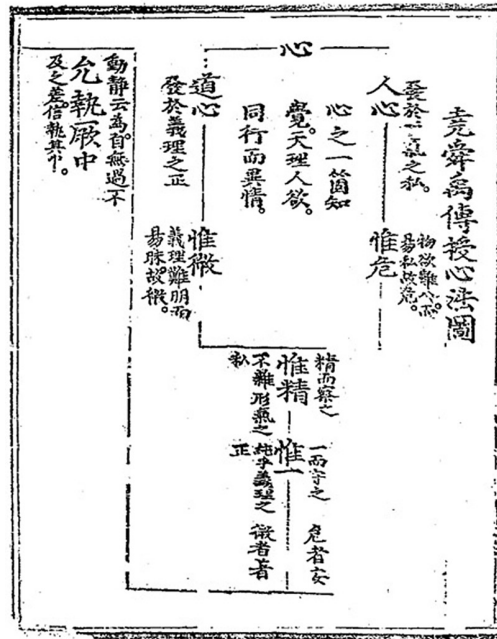 堯舜禹傳授心法圖
心
人心
發於氣之私。
惟危
物欲雜而
易私故危。
心之一箇知
覺。天理人欲。
同行而異情。
道心
發於義理之正
惟微
義理難明而
易昧。故微。
精而察之
惟精
不雜形氣之
私
一而守之
惟一
純乎義理之
正
危者安
微者著
動靜云為。自無過不
允執厥中
及之差。信執其中。